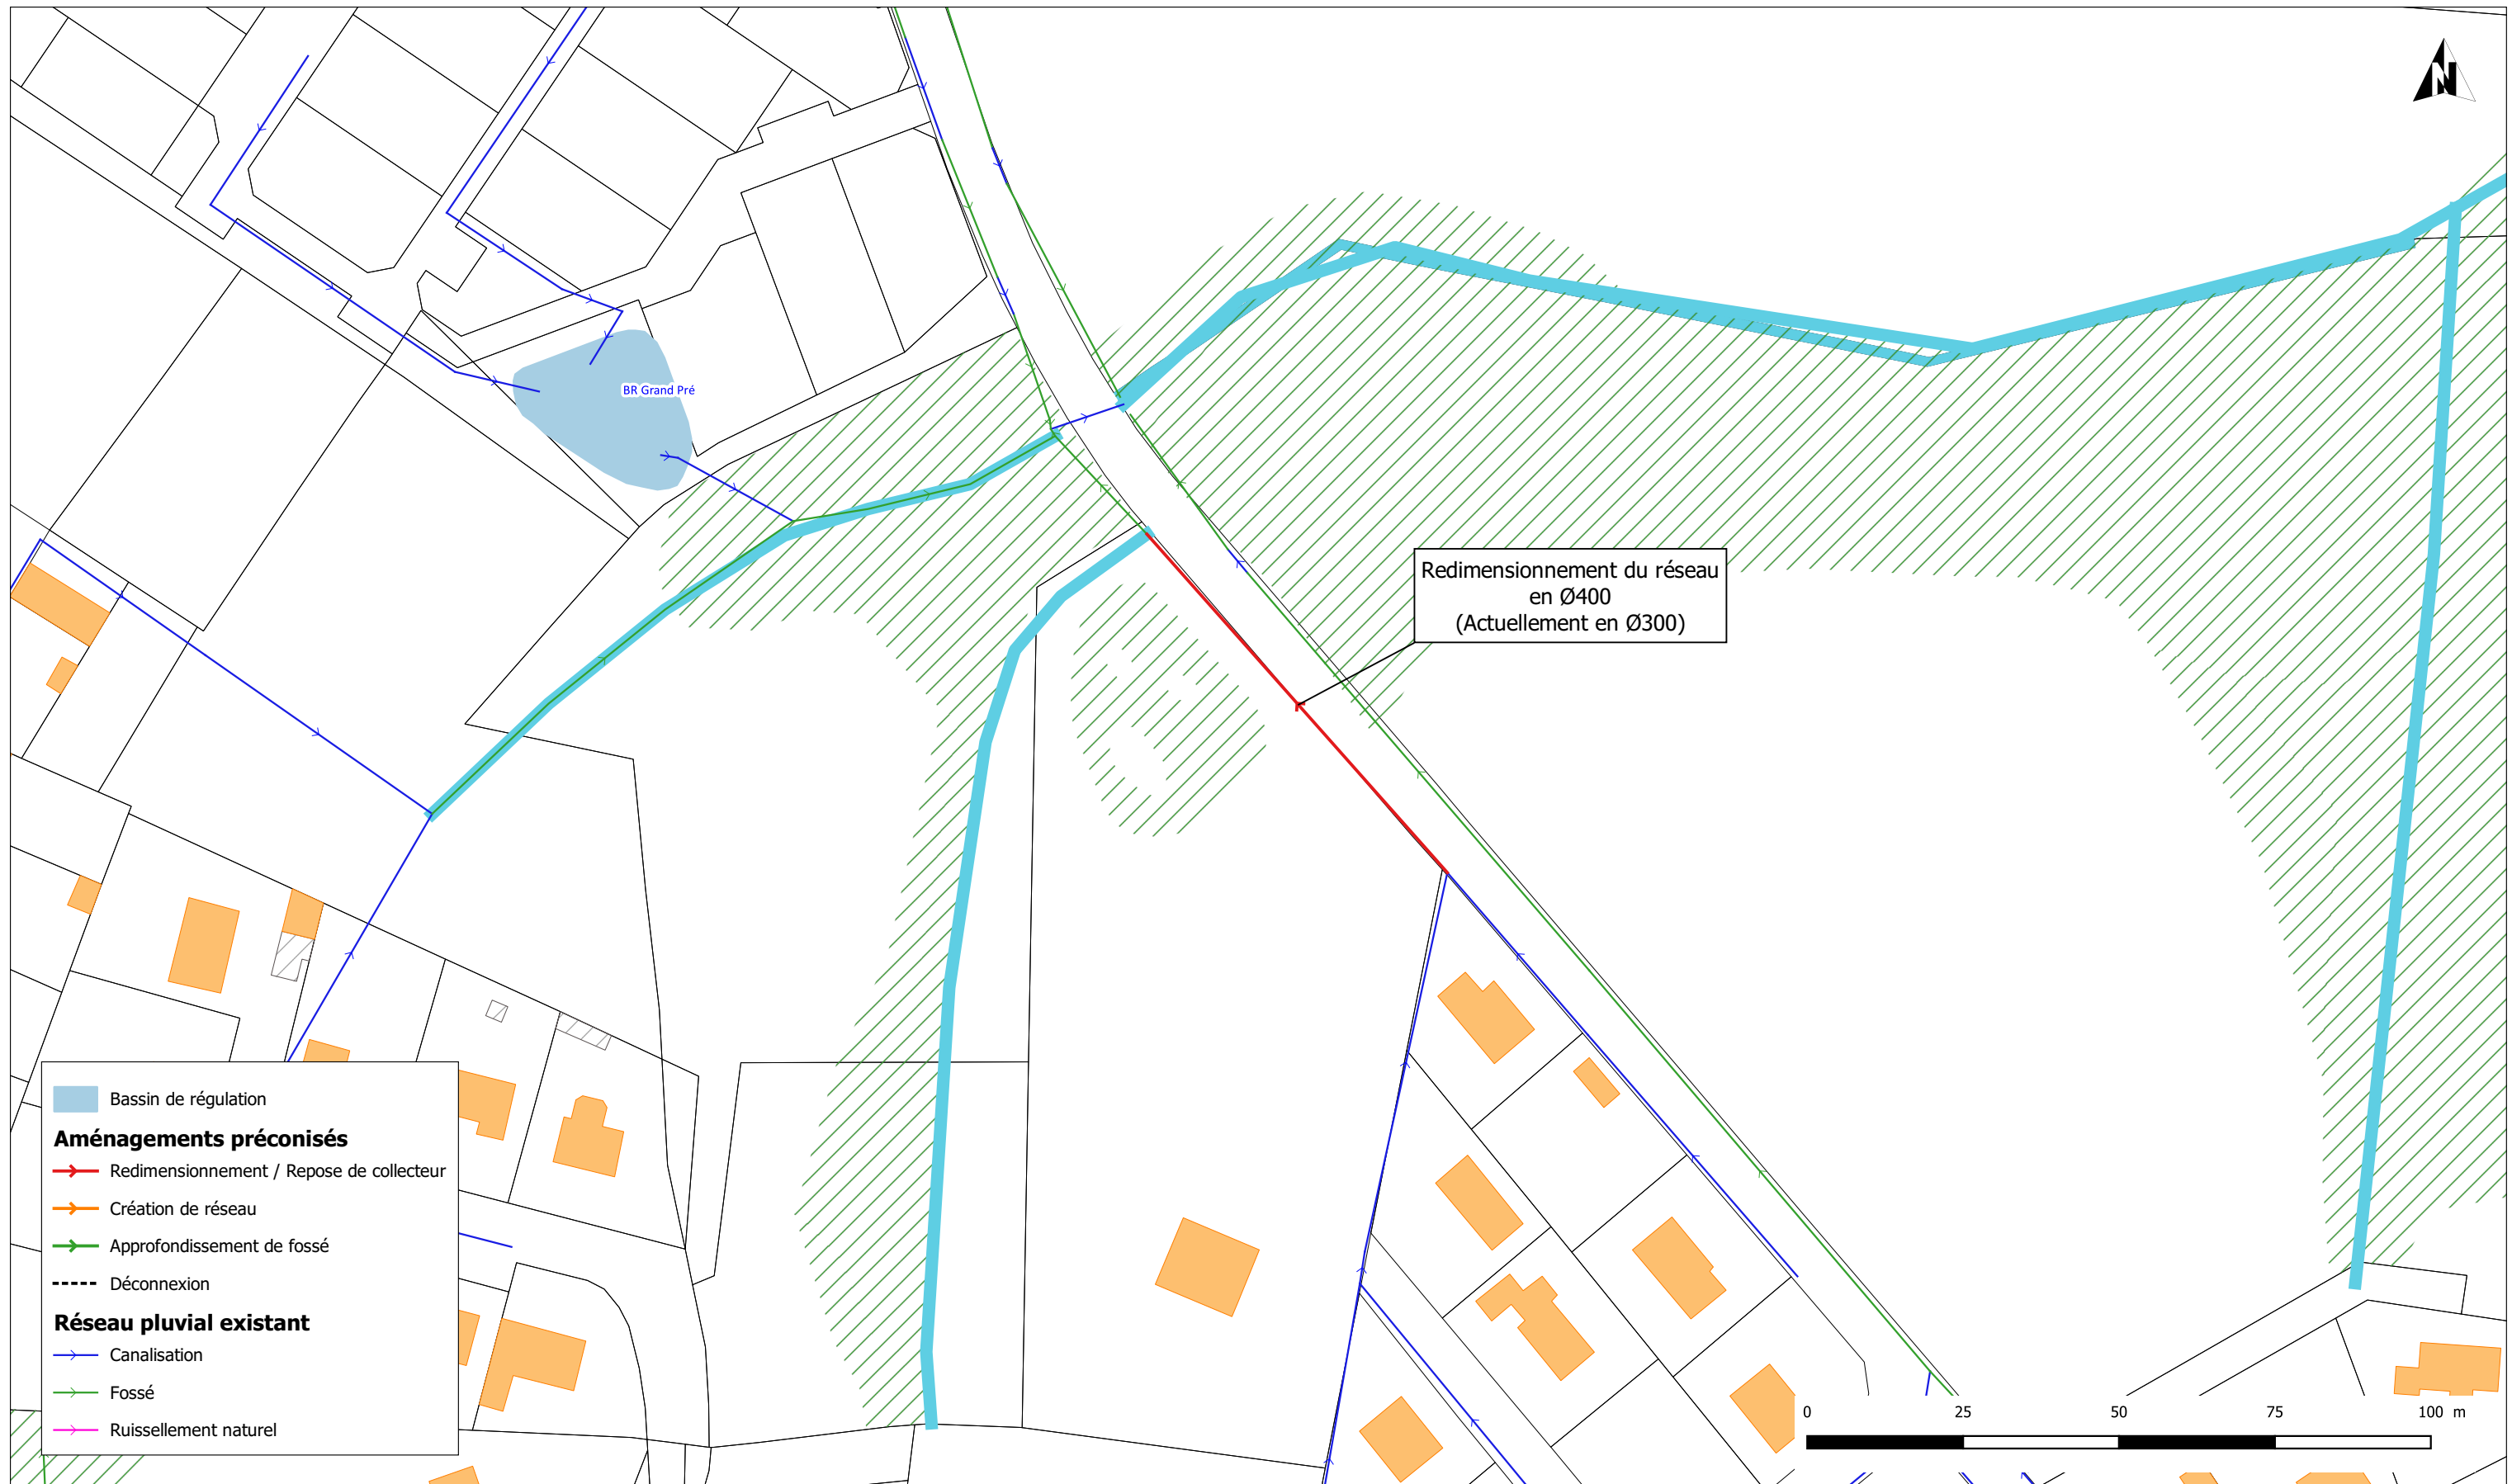 N
BR Grand Pré
Redimensionnement du réseau
en Ø400
(Actuellement en Ø300)
Bassin de régulation
Aménagements préconisés
Redimensionnement / Repose de collecteur
Création de réseau
Approfondissement de fossé
Déconnexion
Réseau pluvial existant
Canalisation
Fossé
Ruissellement naturel
0 25 50 75 100 m